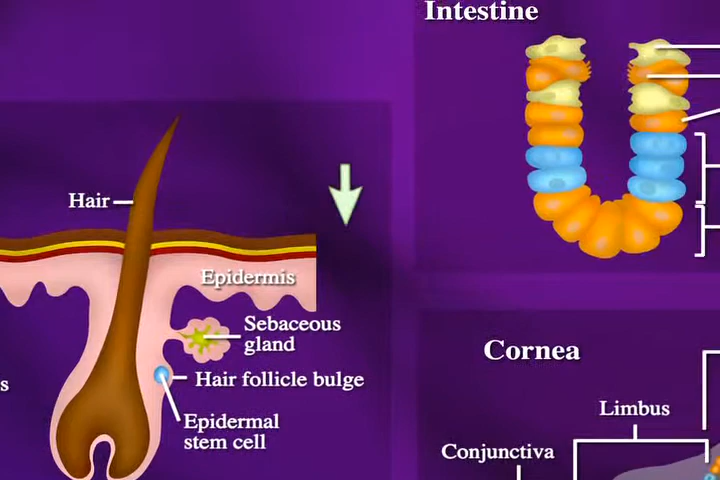 Intestine
Hair
Epidermis
Sebaceous
gland
Hair follicle bulge
Epidermal
stem cell
s
Cornea
Limbus
Conjunctiva